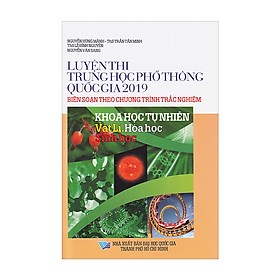 NGUYỄN HÙNG MÃNH - ThS TRẦN TẤN MINH
ThS LÊ ĐÌNH NGUYÊN
NGUYỄN VĂN SANG
LUYỆN THI
TRUNG HỌC PHỔ THÔNG
QUỐC GIA 2019
BIÊN SOẠN THEO CHƯƠNG TRÌNH TRẮC NGHIỆM
KHOA HỌC TỰ NHIÊN
Vật Lí, Hóa học
Sinh học
NHÀ XUẤT BẢN ĐẠI HỌC QUỐC GIA
THÀNH PHỐ HỒ CHÍ MINH